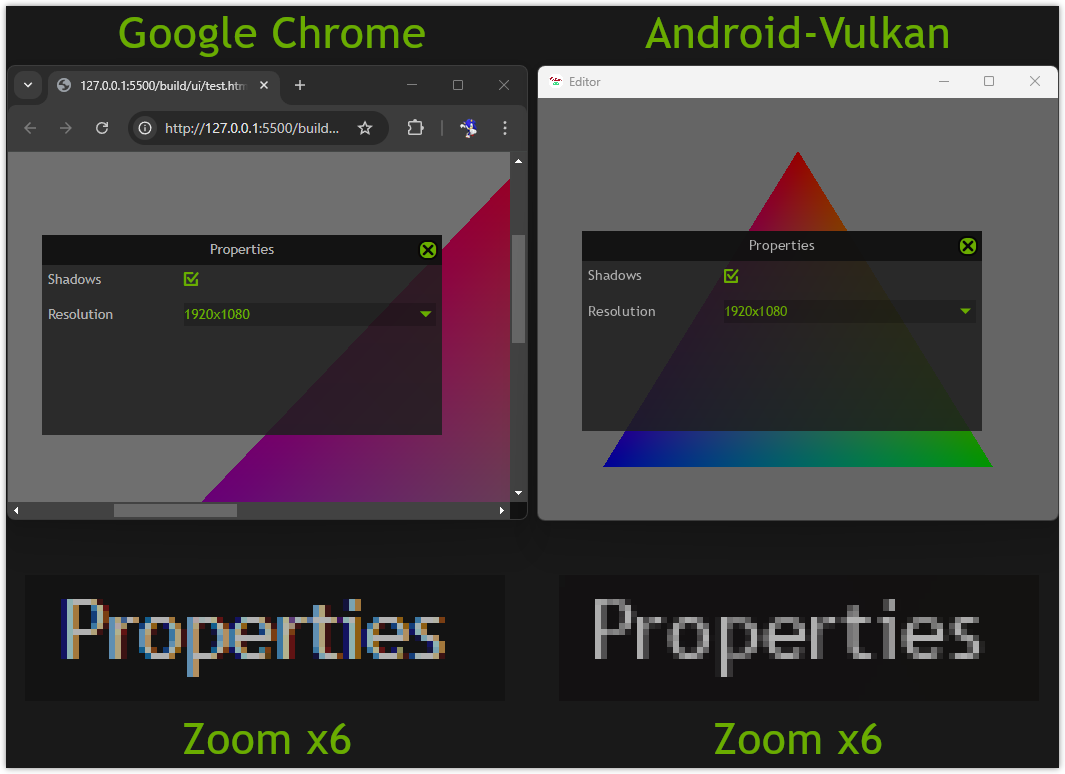 Google Chrome
Android-Vulkan
127.0.0.1:5500/build/ui/test.htm
http://127.0.0.1:5500/build...
Properties
Shadows
Resolution
1920x1080
Editor
Properties
Shadows
Resolution
1920x1080
Properties
Properties
Zoom x6
Zoom x6